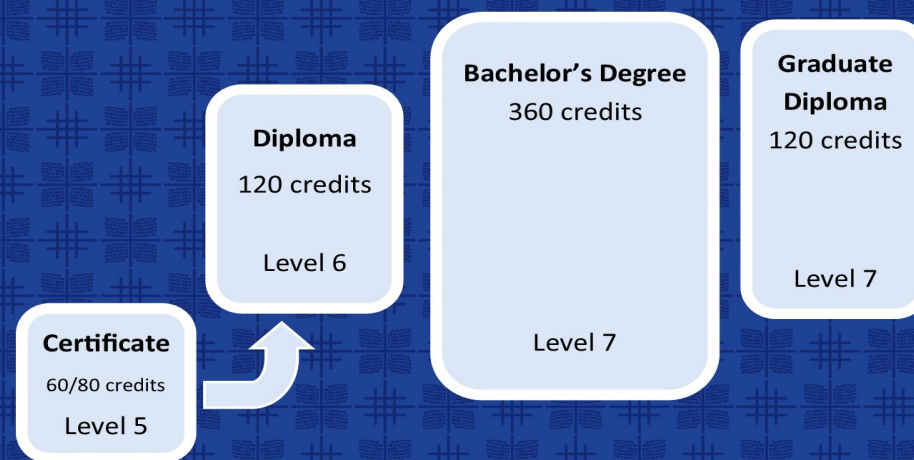 Certificate
60/80 credits
Level 5
Diploma
120 credits
Level 6
Bachelor’s Degree
360 credits
Level 7
Graduate
Diploma
120 credits
Level 7